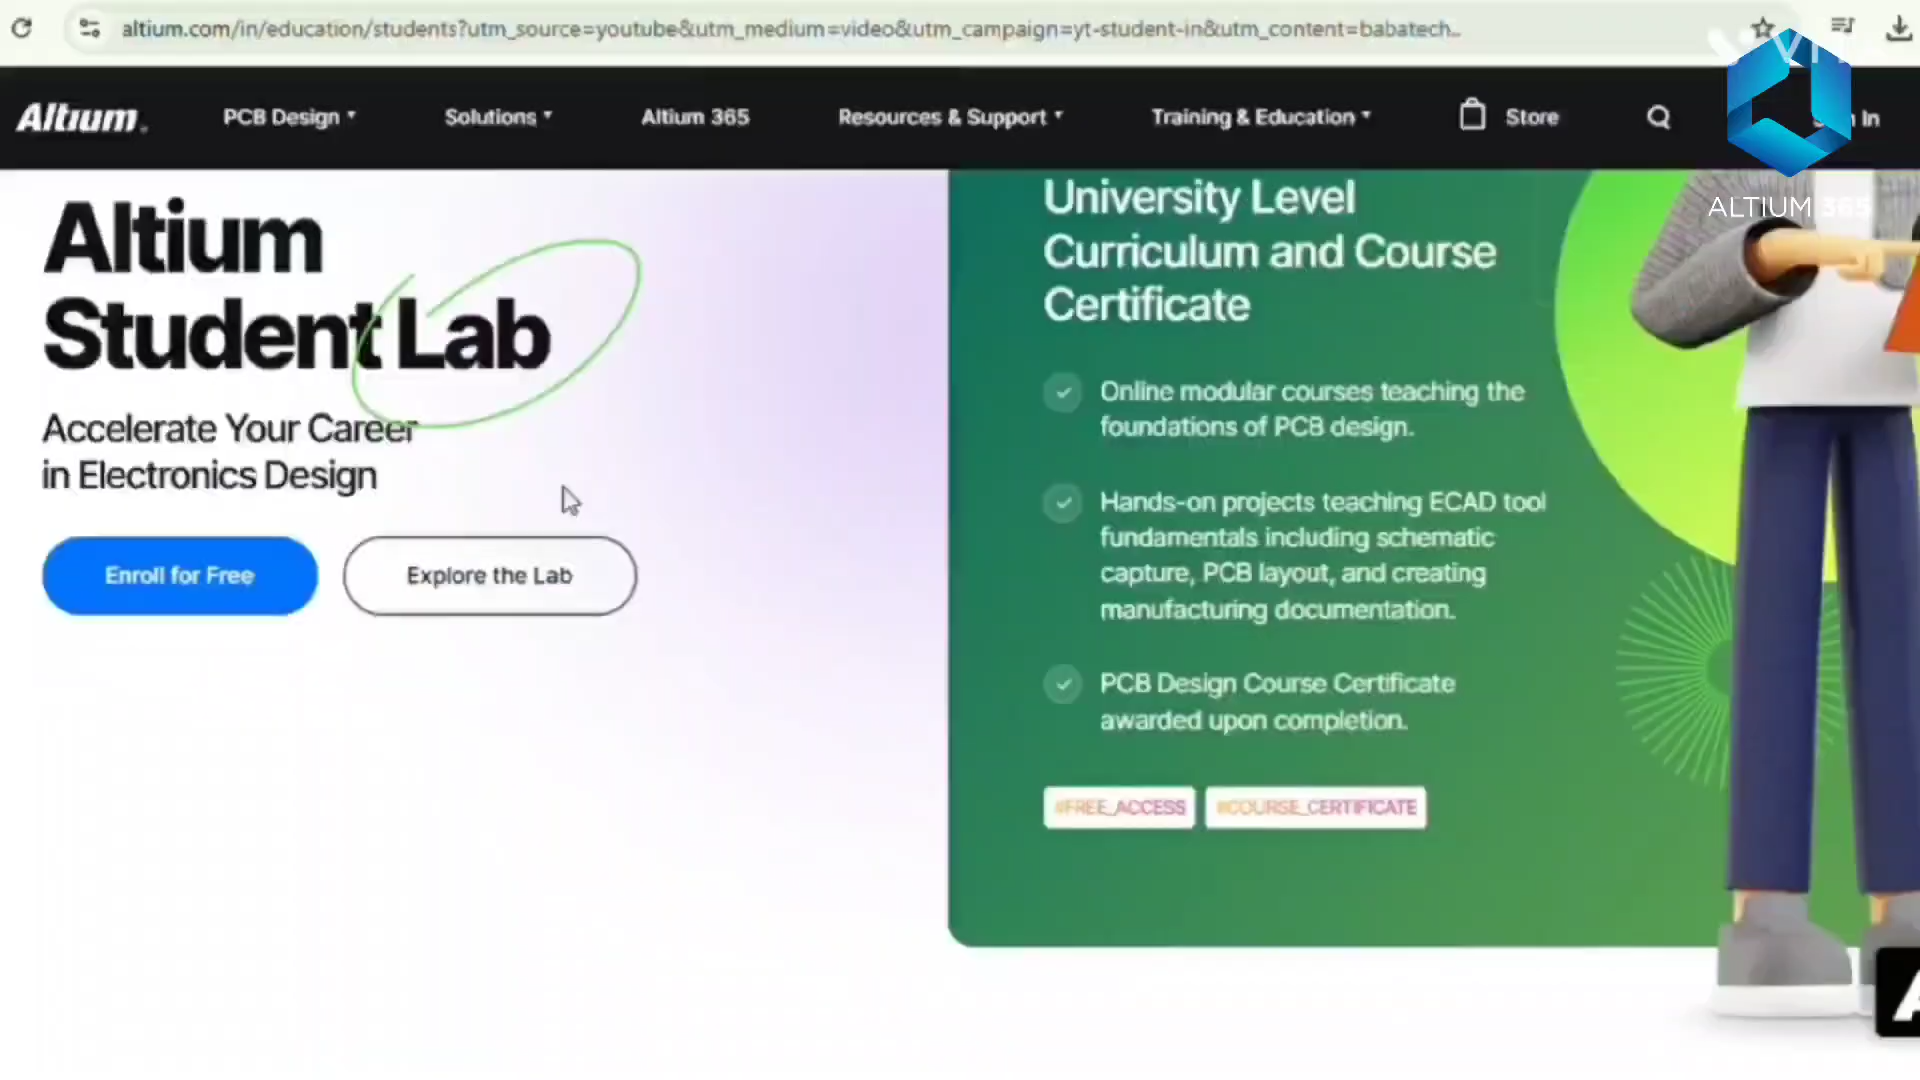 altium.com/in/education/students?utm_source=youtube&utm_medium=video&utm_campaign=yt-student-in&utm_content=babatech...
Altium.
PCB Design
Solutions
Altium 365
Resources & Support
Training & Education
Store
In
ALTIUM 365
Altium
Student Lab
Accelerate Your Career
in Electronics Design
Enroll for Free
Explore the Lab
University Level
Curriculum and Course
Certificate
Online modular courses teaching the
foundations of PCB design.
Hands-on projects teaching ECAD tool
fundamentals including schematic
capture, PCB layout, and creating
manufacturing documentation.
PCB Design Course Certificate
awarded upon completion.
#FREE_ACCESS
#COURSE_CERTIFICATE